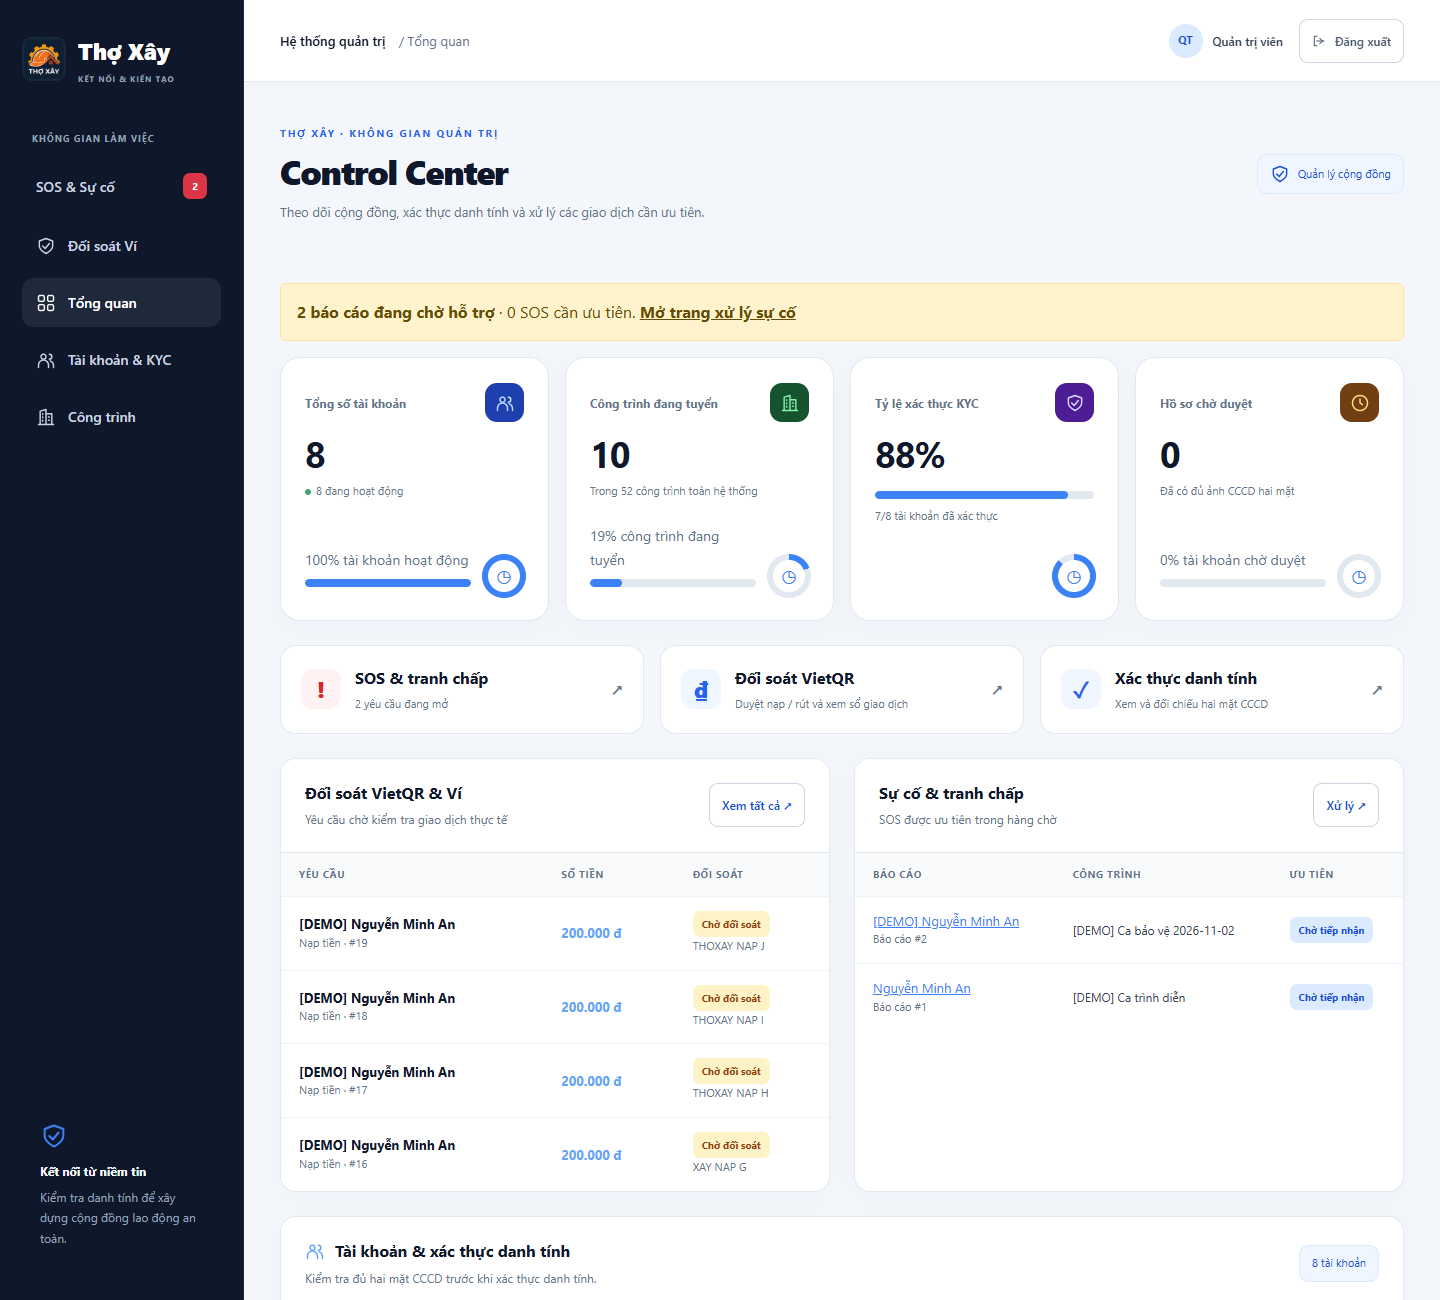 THỢ XÂY
Thợ Xây
KẾT NỐI & KIẾN TẠO
KHÔNG GIAN LÀM VIỆC
SOS & Sự cố
2
Đối soát Ví
Tổng quan
Tài khoản & KYC
Công trình
Kết nối từ niềm tin
Kiểm tra danh tính để xây
dựng cộng đồng lao động an
toàn.
Hệ thống quản trị / Tổng quan
QT
Quản trị viên
Đăng xuất
THỢ XÂY · KHÔNG GIAN QUẢN TRỊ
Control Center
Theo dõi cộng đồng, xác thực danh tính và xử lý các giao dịch cần ưu tiên.
Quản lý cộng đồng
2 báo cáo đang chờ hỗ trợ · 0 SOS cần ưu tiên. Mở trang xử lý sự cố
Tổng số tài khoản
8
8 đang hoạt động
100% tài khoản hoạt động
Công trình đang tuyển
10
Trong 52 công trình toàn hệ thống
19% công trình đang
tuyển
Tỷ lệ xác thực KYC
88%
7/8 tài khoản đã xác thực
Hồ sơ chờ duyệt
0
Đã có đủ ảnh CCCD hai mặt
0% tài khoản chờ duyệt
!
SOS & tranh chấp
2 yêu cầu đang mở
↗
đ
Đối soát VietQR
Duyệt nạp / rút và xem sổ giao dịch
↗
✓
Xác thực danh tính
Xem và đối chiếu hai mặt CCCD
↗
Đối soát VietQR & Ví
Yêu cầu chờ kiểm tra giao dịch thực tế
Xem tất cả ↗
YÊU CẦU SỐ TIỀN ĐỐI SOÁT
[DEMO] Nguyễn Minh An
Nạp tiền · #19
200.000 đ
Chờ đối soát
THOXAY NAP J
[DEMO] Nguyễn Minh An
Nạp tiền · #18
200.000 đ
Chờ đối soát
THOXAY NAP I
[DEMO] Nguyễn Minh An
Nạp tiền · #17
200.000 đ
Chờ đối soát
THOXAY NAP H
[DEMO] Nguyễn Minh An
Nạp tiền · #16
200.000 đ
Chờ đối soát
XAY NAP G
Sự cố & tranh chấp
SOS được ưu tiên trong hàng chờ
Xử lý ↗
BÁO CÁO CÔNG TRÌNH ƯU TIÊN
[DEMO] Nguyễn Minh An
Báo cáo #2
[DEMO] Ca bảo vệ 2026-11-02
Chờ tiếp nhận
Nguyễn Minh An
Báo cáo #1
[DEMO] Ca trình diễn
Chờ tiếp nhận
Tài khoản & xác thực danh tính
Kiểm tra đủ hai mặt CCCD trước khi xác thực danh tính.
8 tài khoản